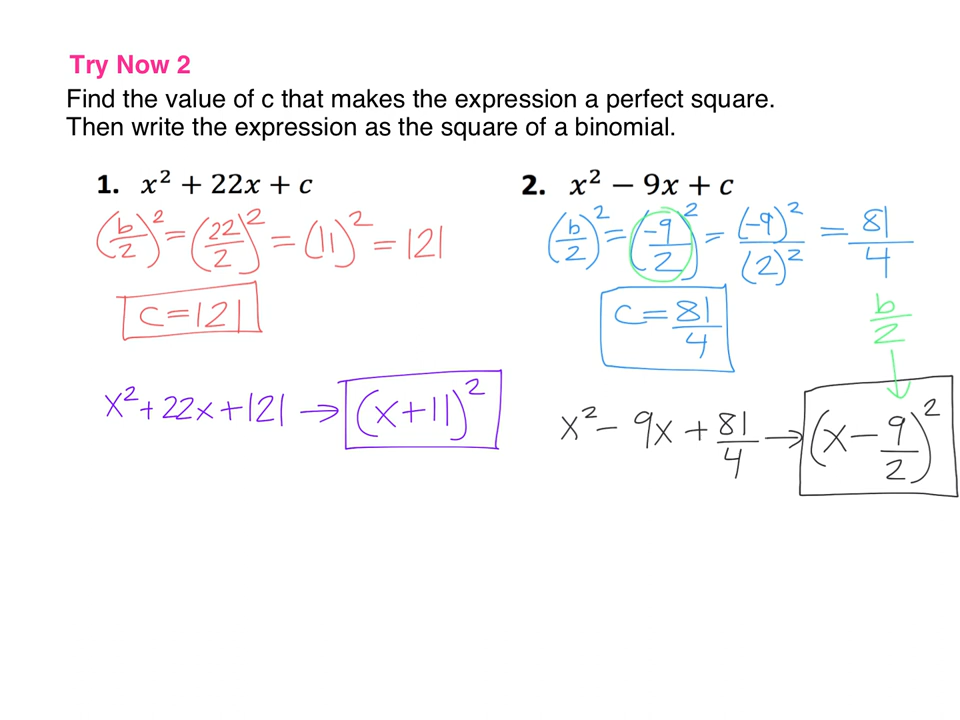 Try Now 2
Find the value of c that makes the expression a perfect square.
Then write the expression as the square of a binomial.
1. x² + 22x + c
(b/2)² = (22/2)² = (11)² = 121
c = 121
x² + 22x + 121 → (x + 11)²
2. x² − 9x + c
(b/2)² = (-9/2)² = (-9)²/(2)² = 81/4
c = 81/4
b/2
↓
x² − 9x + 81/4 → (x − 9/2)²